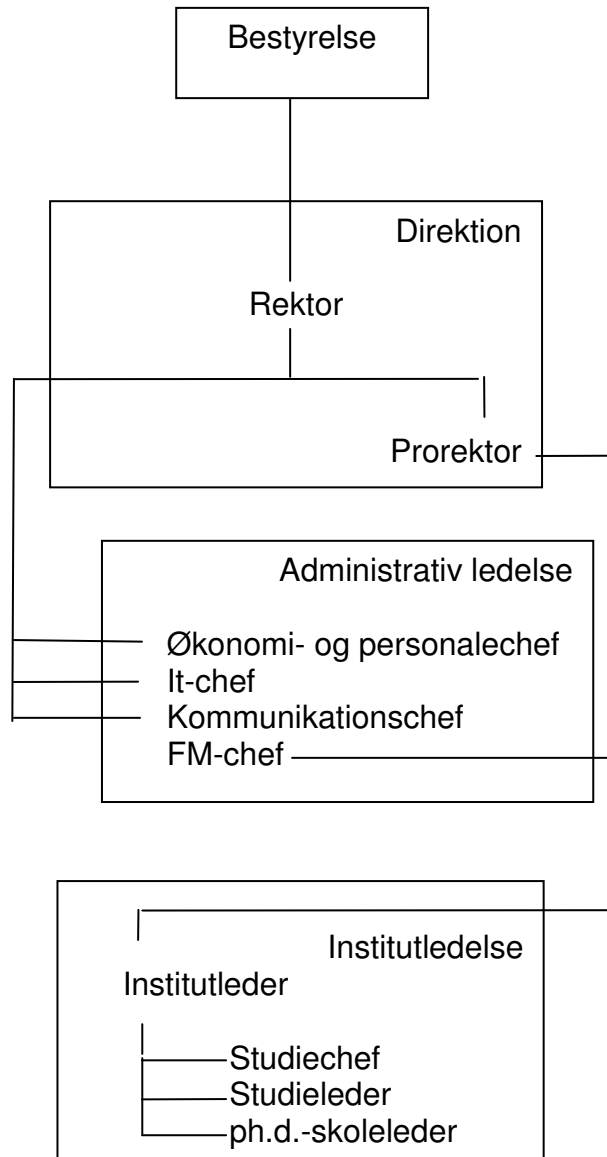 Bestyrelse
Direktion
Rektor
Prorektor
Administrativ ledelse
Økonomi- og personalechef
It-chef
Kommunikationschef
FM-chef
Institutledelse
Institutleder
Studiechef
Studieleder
ph.d.-skoleleder